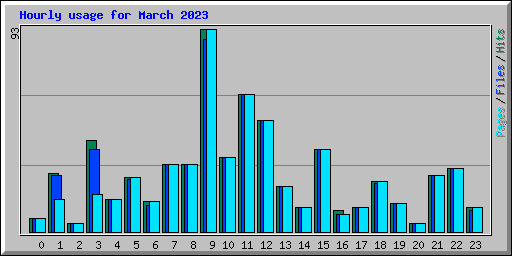 Hourly usage for March 2023
93
Pages/Files/Hits
0 1 2 3 4 5 6 7 8 9 10 11 12 13 14 15 16 17 18 19 20 21 22 23